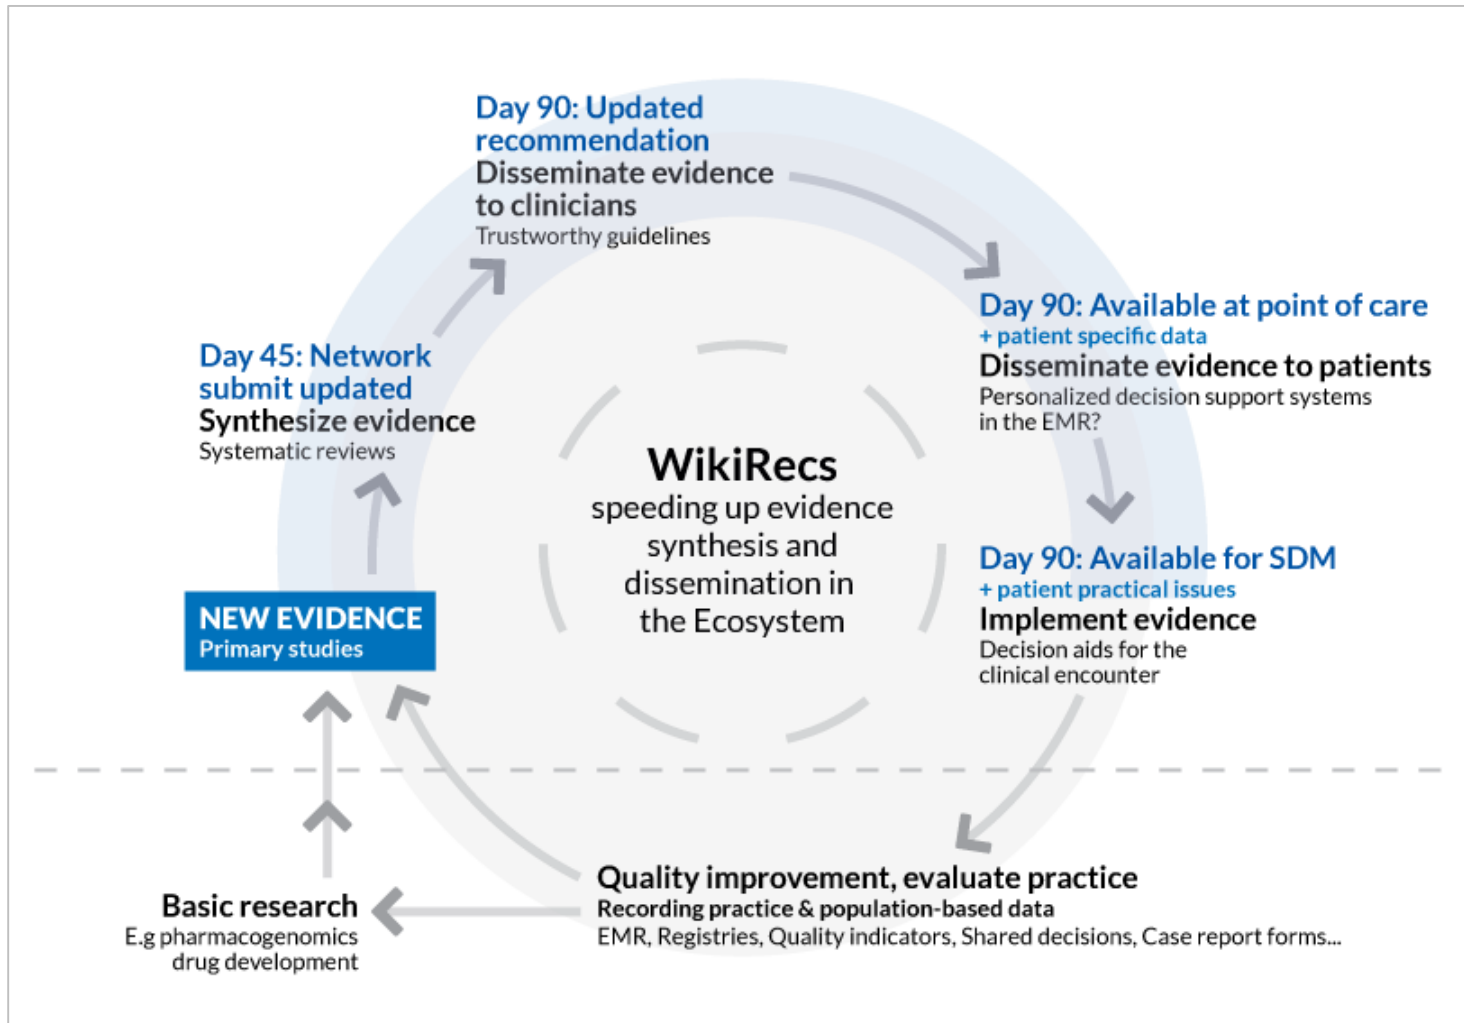 Day 90: Updated
recommendation
Disseminate evidence
to clinicians
Trustworthy guidelines
Day 90: Available at point of care
+ patient specific data
Disseminate evidence to patients
Personalized decision support systems
in the EMR?
Day 45: Network
submit updated
Synthesize evidence
Systematic reviews
WikiRecs
speeding up evidence
synthesis and
dissemination in
the Ecosystem
Day 90: Available for SDM
+ patient practical issues
Implement evidence
Decision aids for the
clinical encounter
NEW EVIDENCE
Primary studies
Quality improvement, evaluate practice
Recording practice & population-based data
EMR, Registries, Quality indicators, Shared decisions, Case report forms...
Basic research
E.g pharmacogenomics
drug development